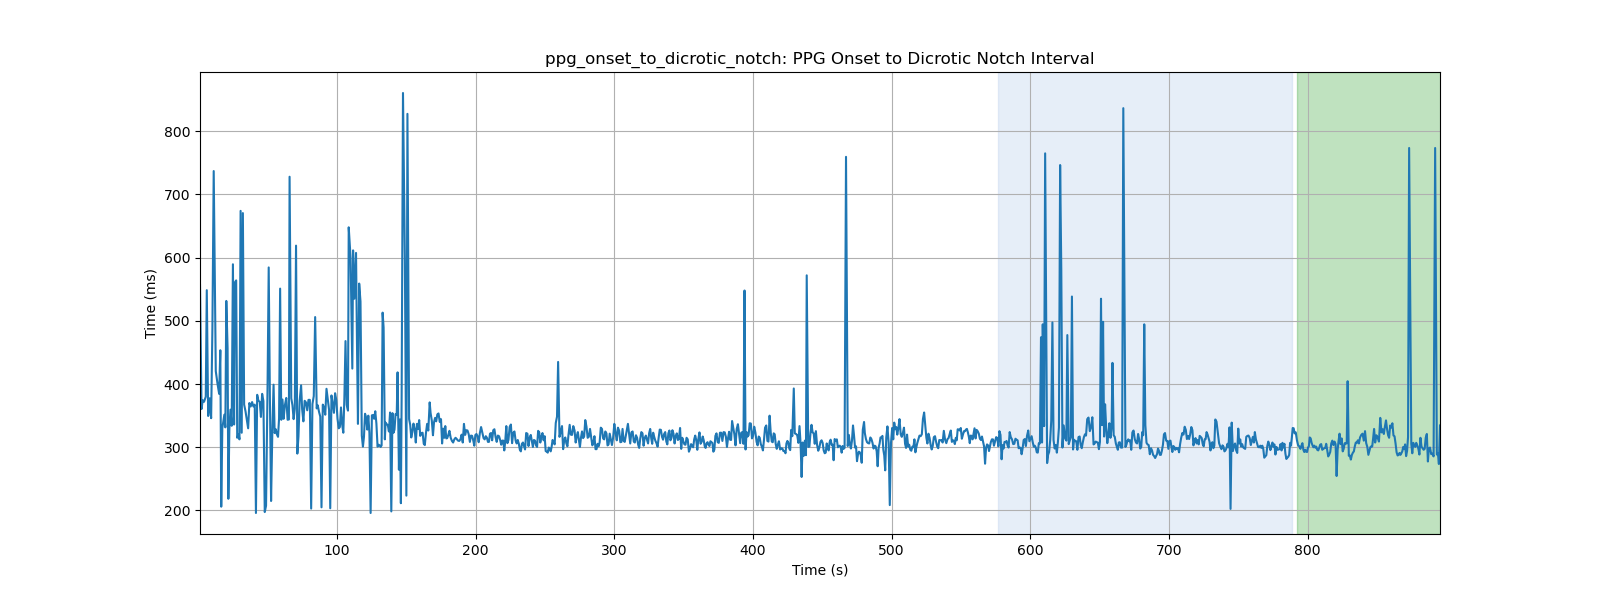 ppg_onset_to_dicrotic_notch: PPG Onset to Dicrotic Notch Interval
Time (ms)
800
700
600
500
400
300
200
100 200 300 400 500 600 700 800
Time (s)